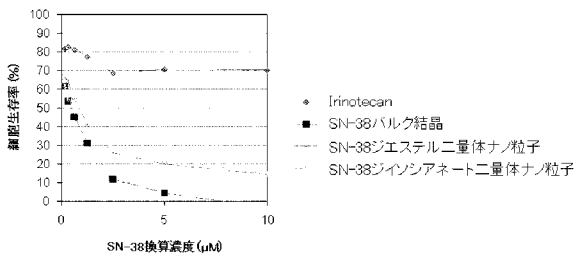 100
90
80
70
60
50
40
30
20
10
0
細胞生存率(%)
0 5 10
SN-38換算濃度(μM)
Irinotecan
SN-38バルク結晶
SN-38ジエステル二量体ナノ粒子
SN-38ジイソシアネート二量体ナノ粒子